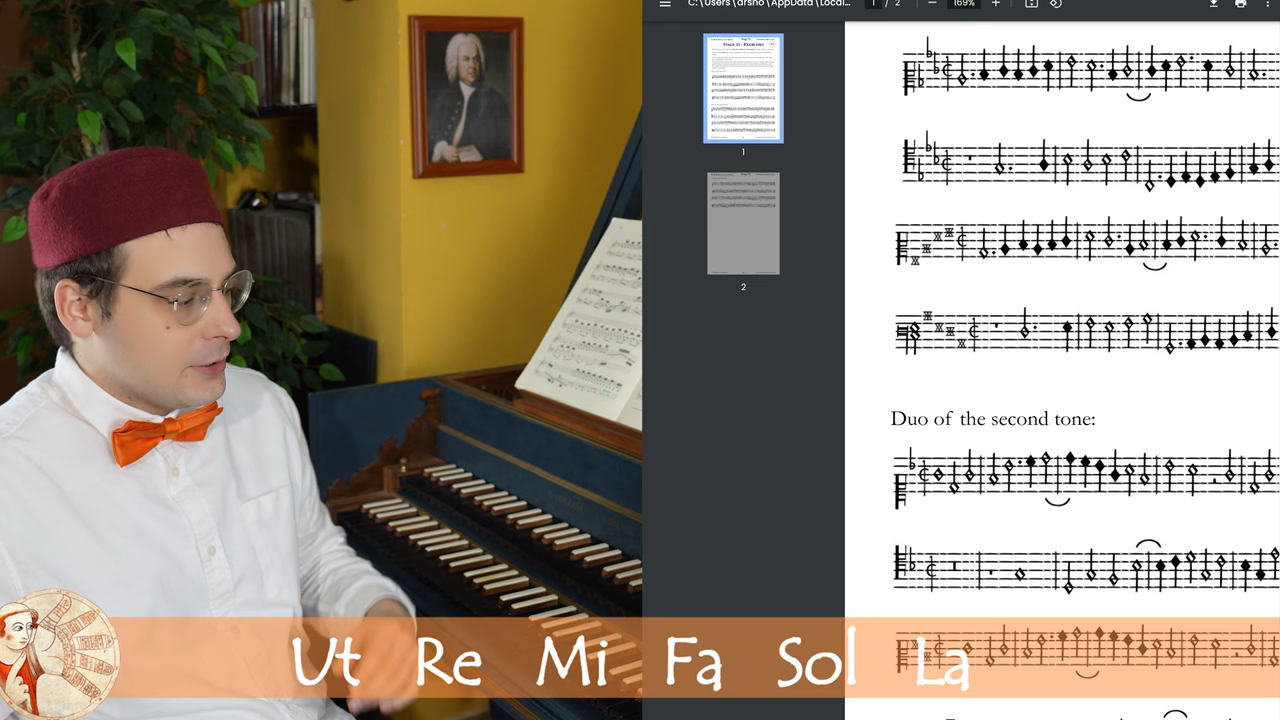 C:\Users\arsho\AppData\Local...
1 / 2
169%
1
2
Duo of the second tone:
Ut Re Mi Fa Sol La